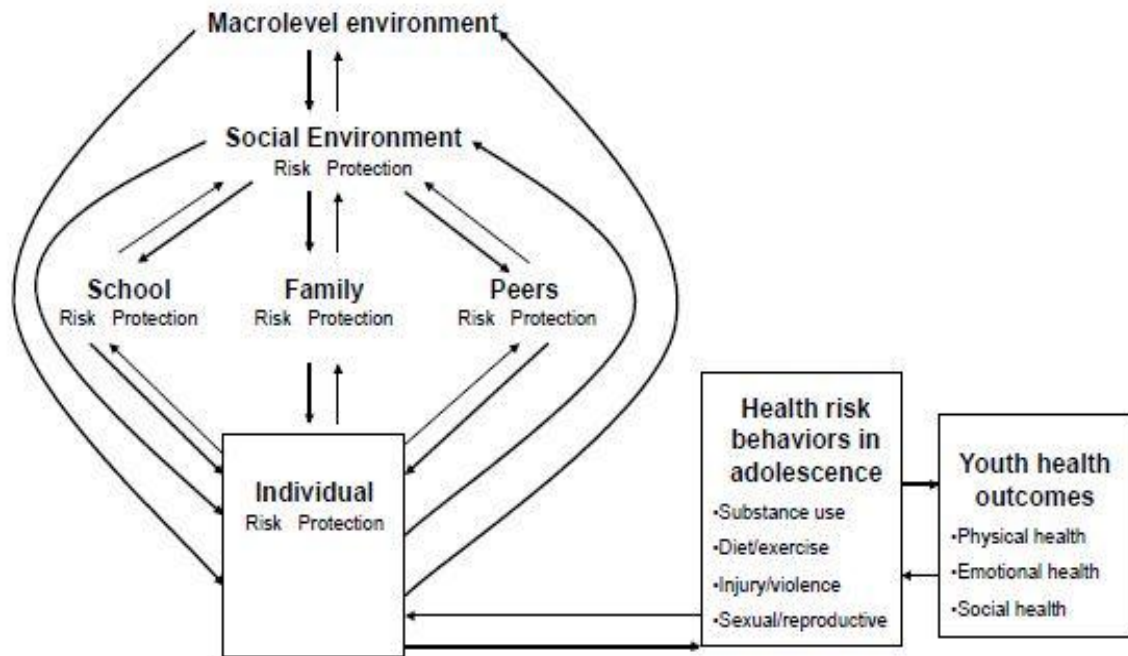 Macrolevel environment
Social Environment
Risk Protection
School
Risk Protection
Family
Risk Protection
Peers
Risk Protection
Individual
Risk Protection
Health risk
behaviors in
adolescence
•Substance use
•Diet/exercise
•Injury/violence
•Sexual/reproductive
Youth health
outcomes
•Physical health
•Emotional health
•Social health